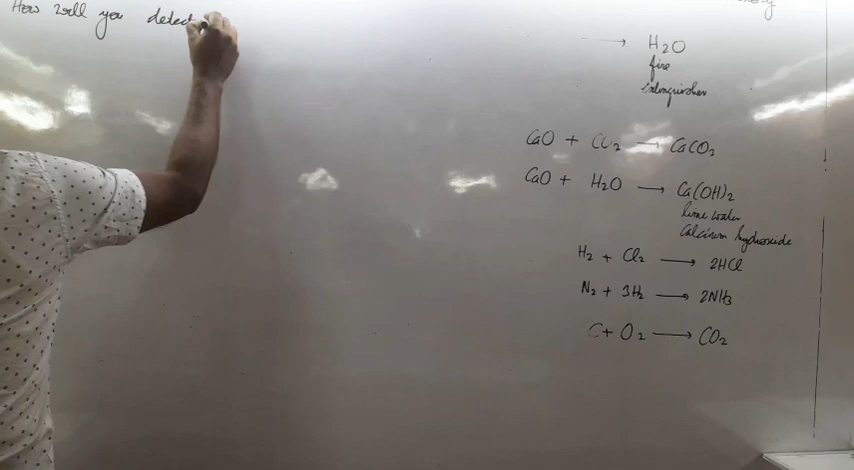 How will you detect
→ H2O
fire
extinguisher
CaO + CO2 → CaCO3
CaO + H2O → Ca(OH)2
lime water
calcium hydroxide
H2 + Cl2 → 2HCl
N2 + 3H2 → 2NH3
C + O2 → CO2